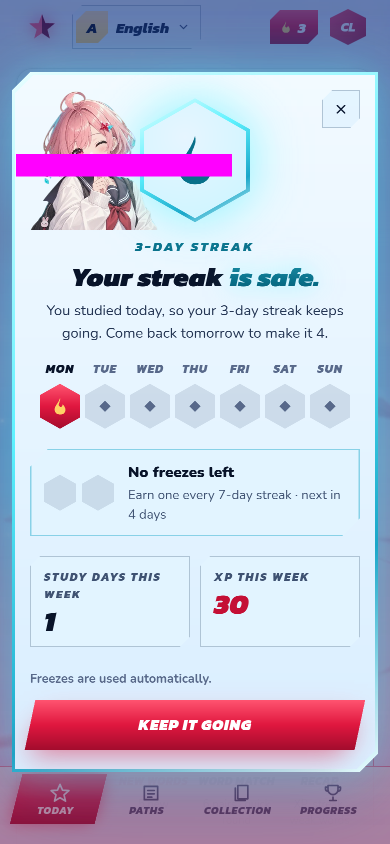 A English 3 CL
3-DAY STREAK
Your streak is safe.
You studied today, so your 3-day streak keeps
going. Come back tomorrow to make it 4.
MON TUE WED THU FRI SAT SUN
No freezes left
Earn one every 7-day streak · next in
4 days
STUDY DAYS THIS
WEEK
1
XP THIS WEEK
30
Freezes are used automatically.
KEEP IT GOING
TODAY PATHS COLLECTION PROGRESS